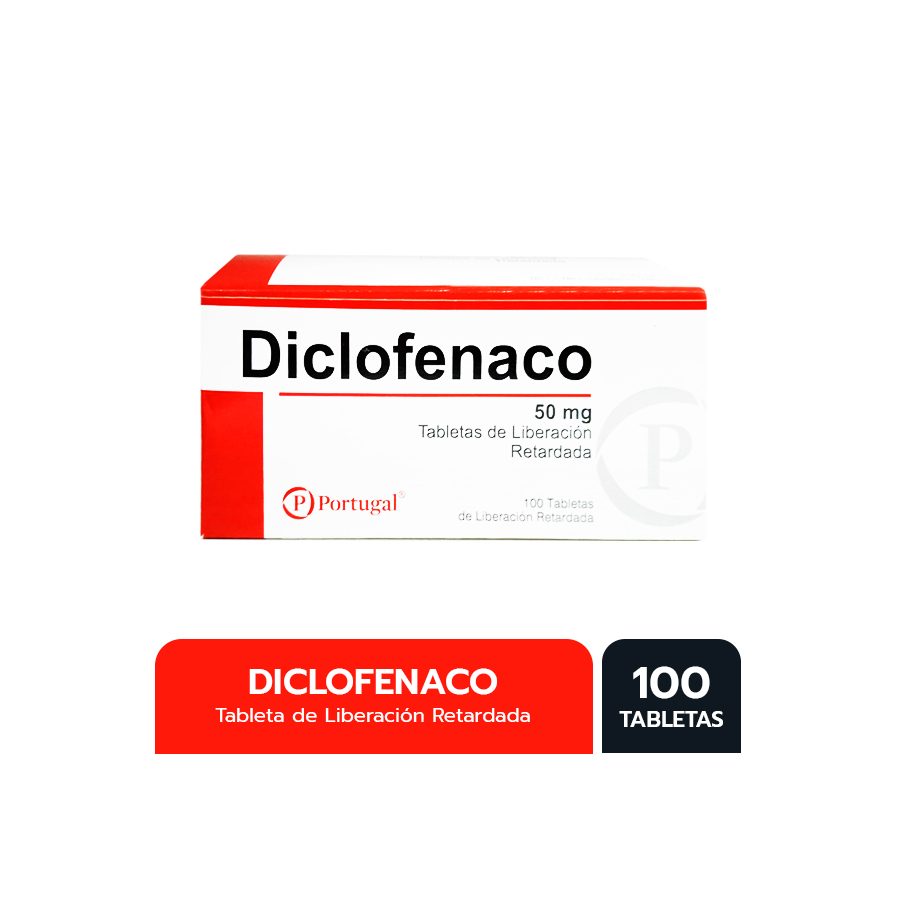 Diclofenaco
50 mg
Tabletas de Liberación
Retardada
P Portugal®
100 Tabletas
de Liberación Retardada
P
DICLOFENACO
Tableta de Liberación Retardada
100
TABLETAS